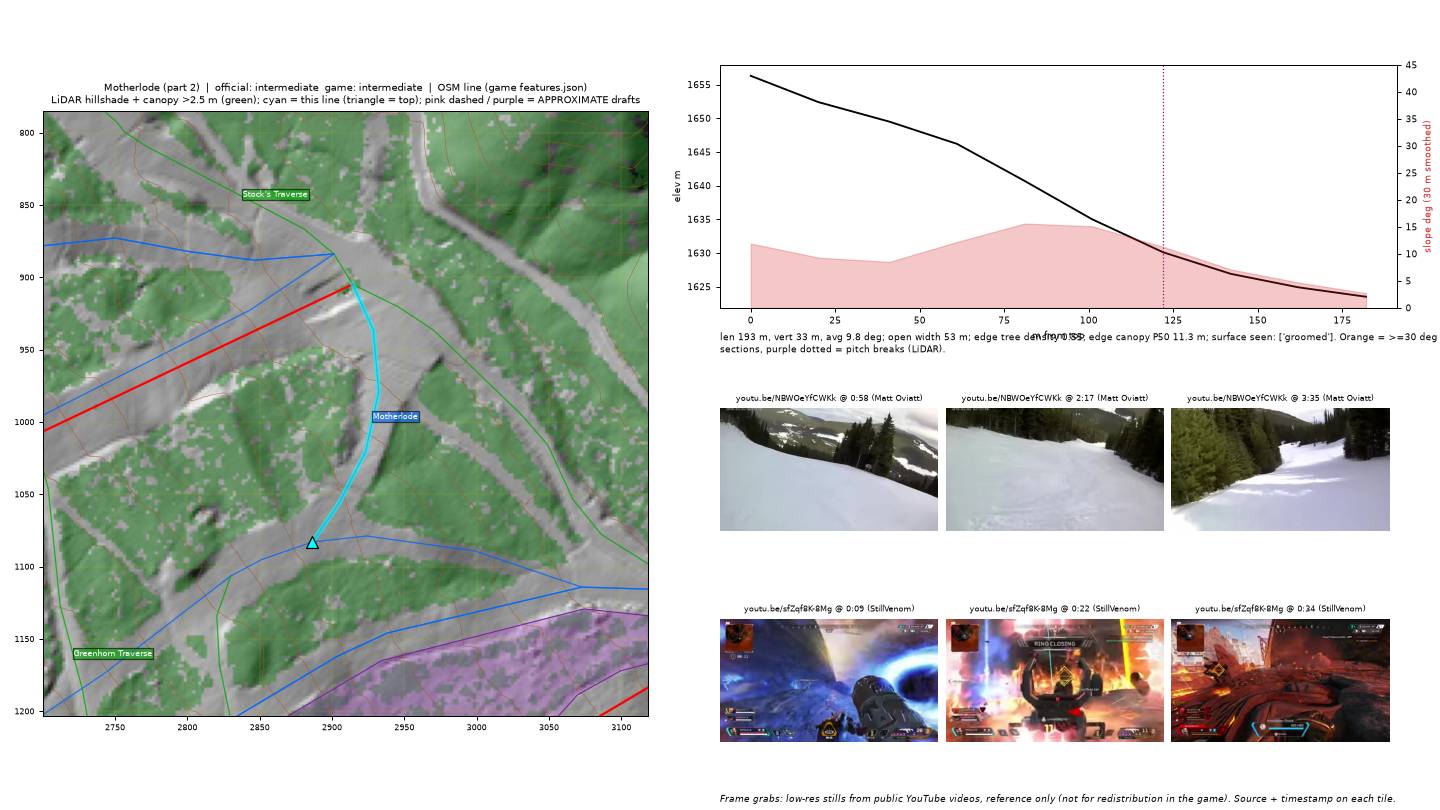 Motherlode (part 2)  |  official: intermediate  game: intermediate  |  OSM line (game features.json)
LiDAR hillshade + canopy >2.5 m (green); cyan = this line (triangle = top); pink dashed / purple = APPROXIMATE drafts
800
850
900
950
1000
1050
1100
1150
1200
2750
2800
2850
2900
2950
3000
3050
3100
Stock's Traverse
Motherlode
Greenhorn Traverse
elev m
1655
1650
1645
1640
1635
1630
1625
0
25
50
75
100
125
150
175
45
40
35
30
25
20
15
10
5
0
slope deg (30 m smoothed)
m from top
len 193 m, vert 33 m, avg 9.8 deg; open width 53 m; edge tree density 0.59; edge canopy P50 11.3 m; surface seen: ['groomed']. Orange = >=30 deg
sections, purple dotted = pitch breaks (LiDAR).
youtu.be/NBWOeYfCWKk @ 0:58 (Matt Oviatt)
youtu.be/NBWOeYfCWKk @ 2:17 (Matt Oviatt)
youtu.be/NBWOeYfCWKk @ 3:35 (Matt Oviatt)
youtu.be/sfZqf8K-8Mg @ 0:09 (StillVenom)
youtu.be/sfZqf8K-8Mg @ 0:22 (StillVenom)
youtu.be/sfZqf8K-8Mg @ 0:34 (StillVenom)
RING CLOSING
Frame grabs: low-res stills from public YouTube videos, reference only (not for redistribution in the game). Source + timestamp on each tile.